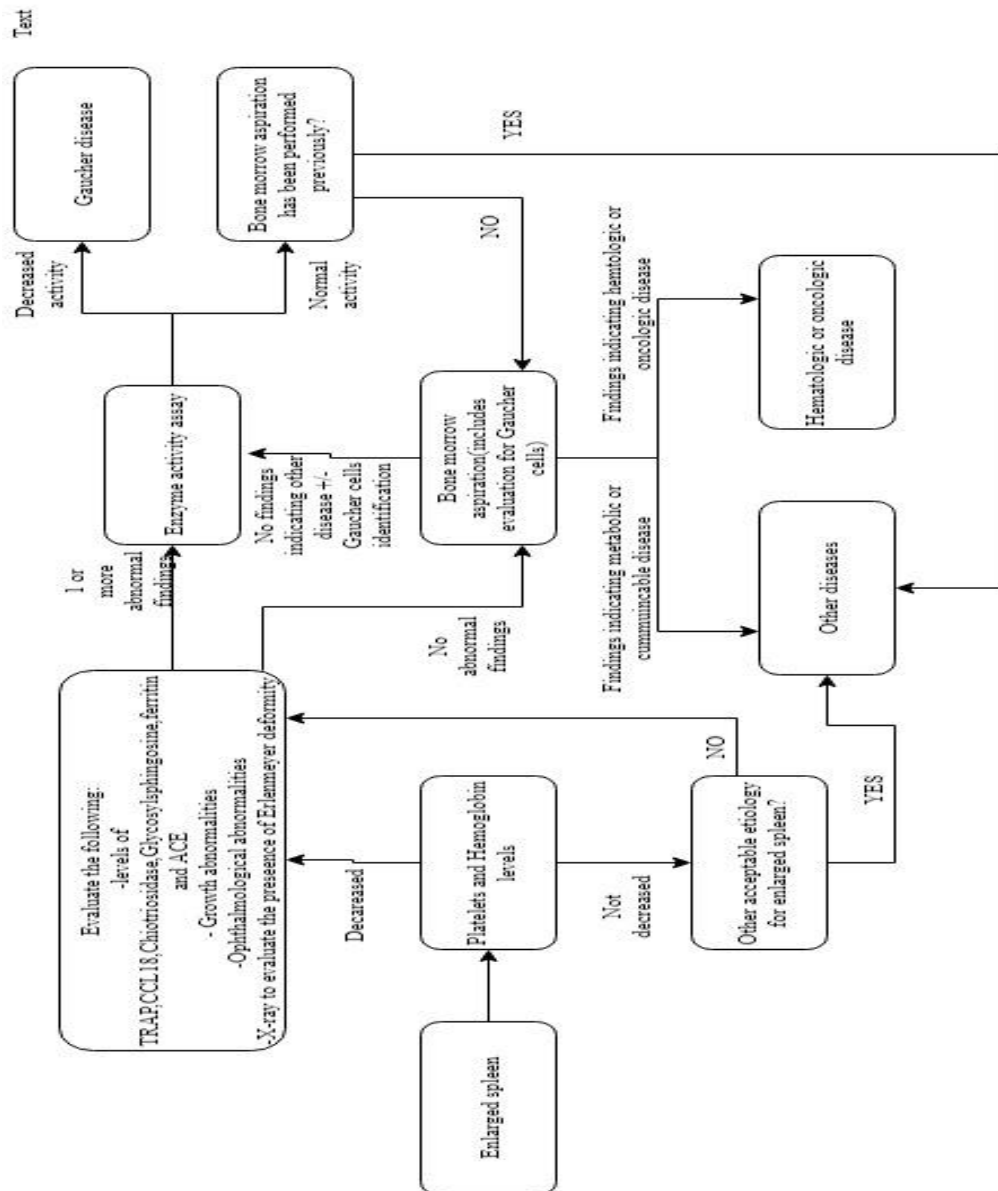 Text
Enlarged spleen
Platelets and Hemoglobin
levels
Decareased
Not
decreased
Other acceptable etiology
for enlarged spleen?
NO
YES
Evaluate the following:
-levels of
TRAP,CCL18,Chiotriosidase,Glycosylsphingosine,ferritin
and ACE
- Growth abnormalities
-Ophthalmological abnormalities
-X-ray to evaluate the preseence of Erlenmeyer deformity
1 or
more
abnormal
findings
No
abnormal
findings
Enzyme activity assay
No findings
indicating other
disease +/-
Gaucher cells
identification
Bone morrow
aspiration(includes
evaluation for Gaucher
cells)
Findings indicating metabolic or
cummuincable disease
Findings indicating hemtologic or
oncologic disease
Other diseases
Hematologic or oncologic
disease
Decreased
activity
Normal
activity
Gaucher disease
Bone morrow aspiration
has been performed
previously?
NO
YES